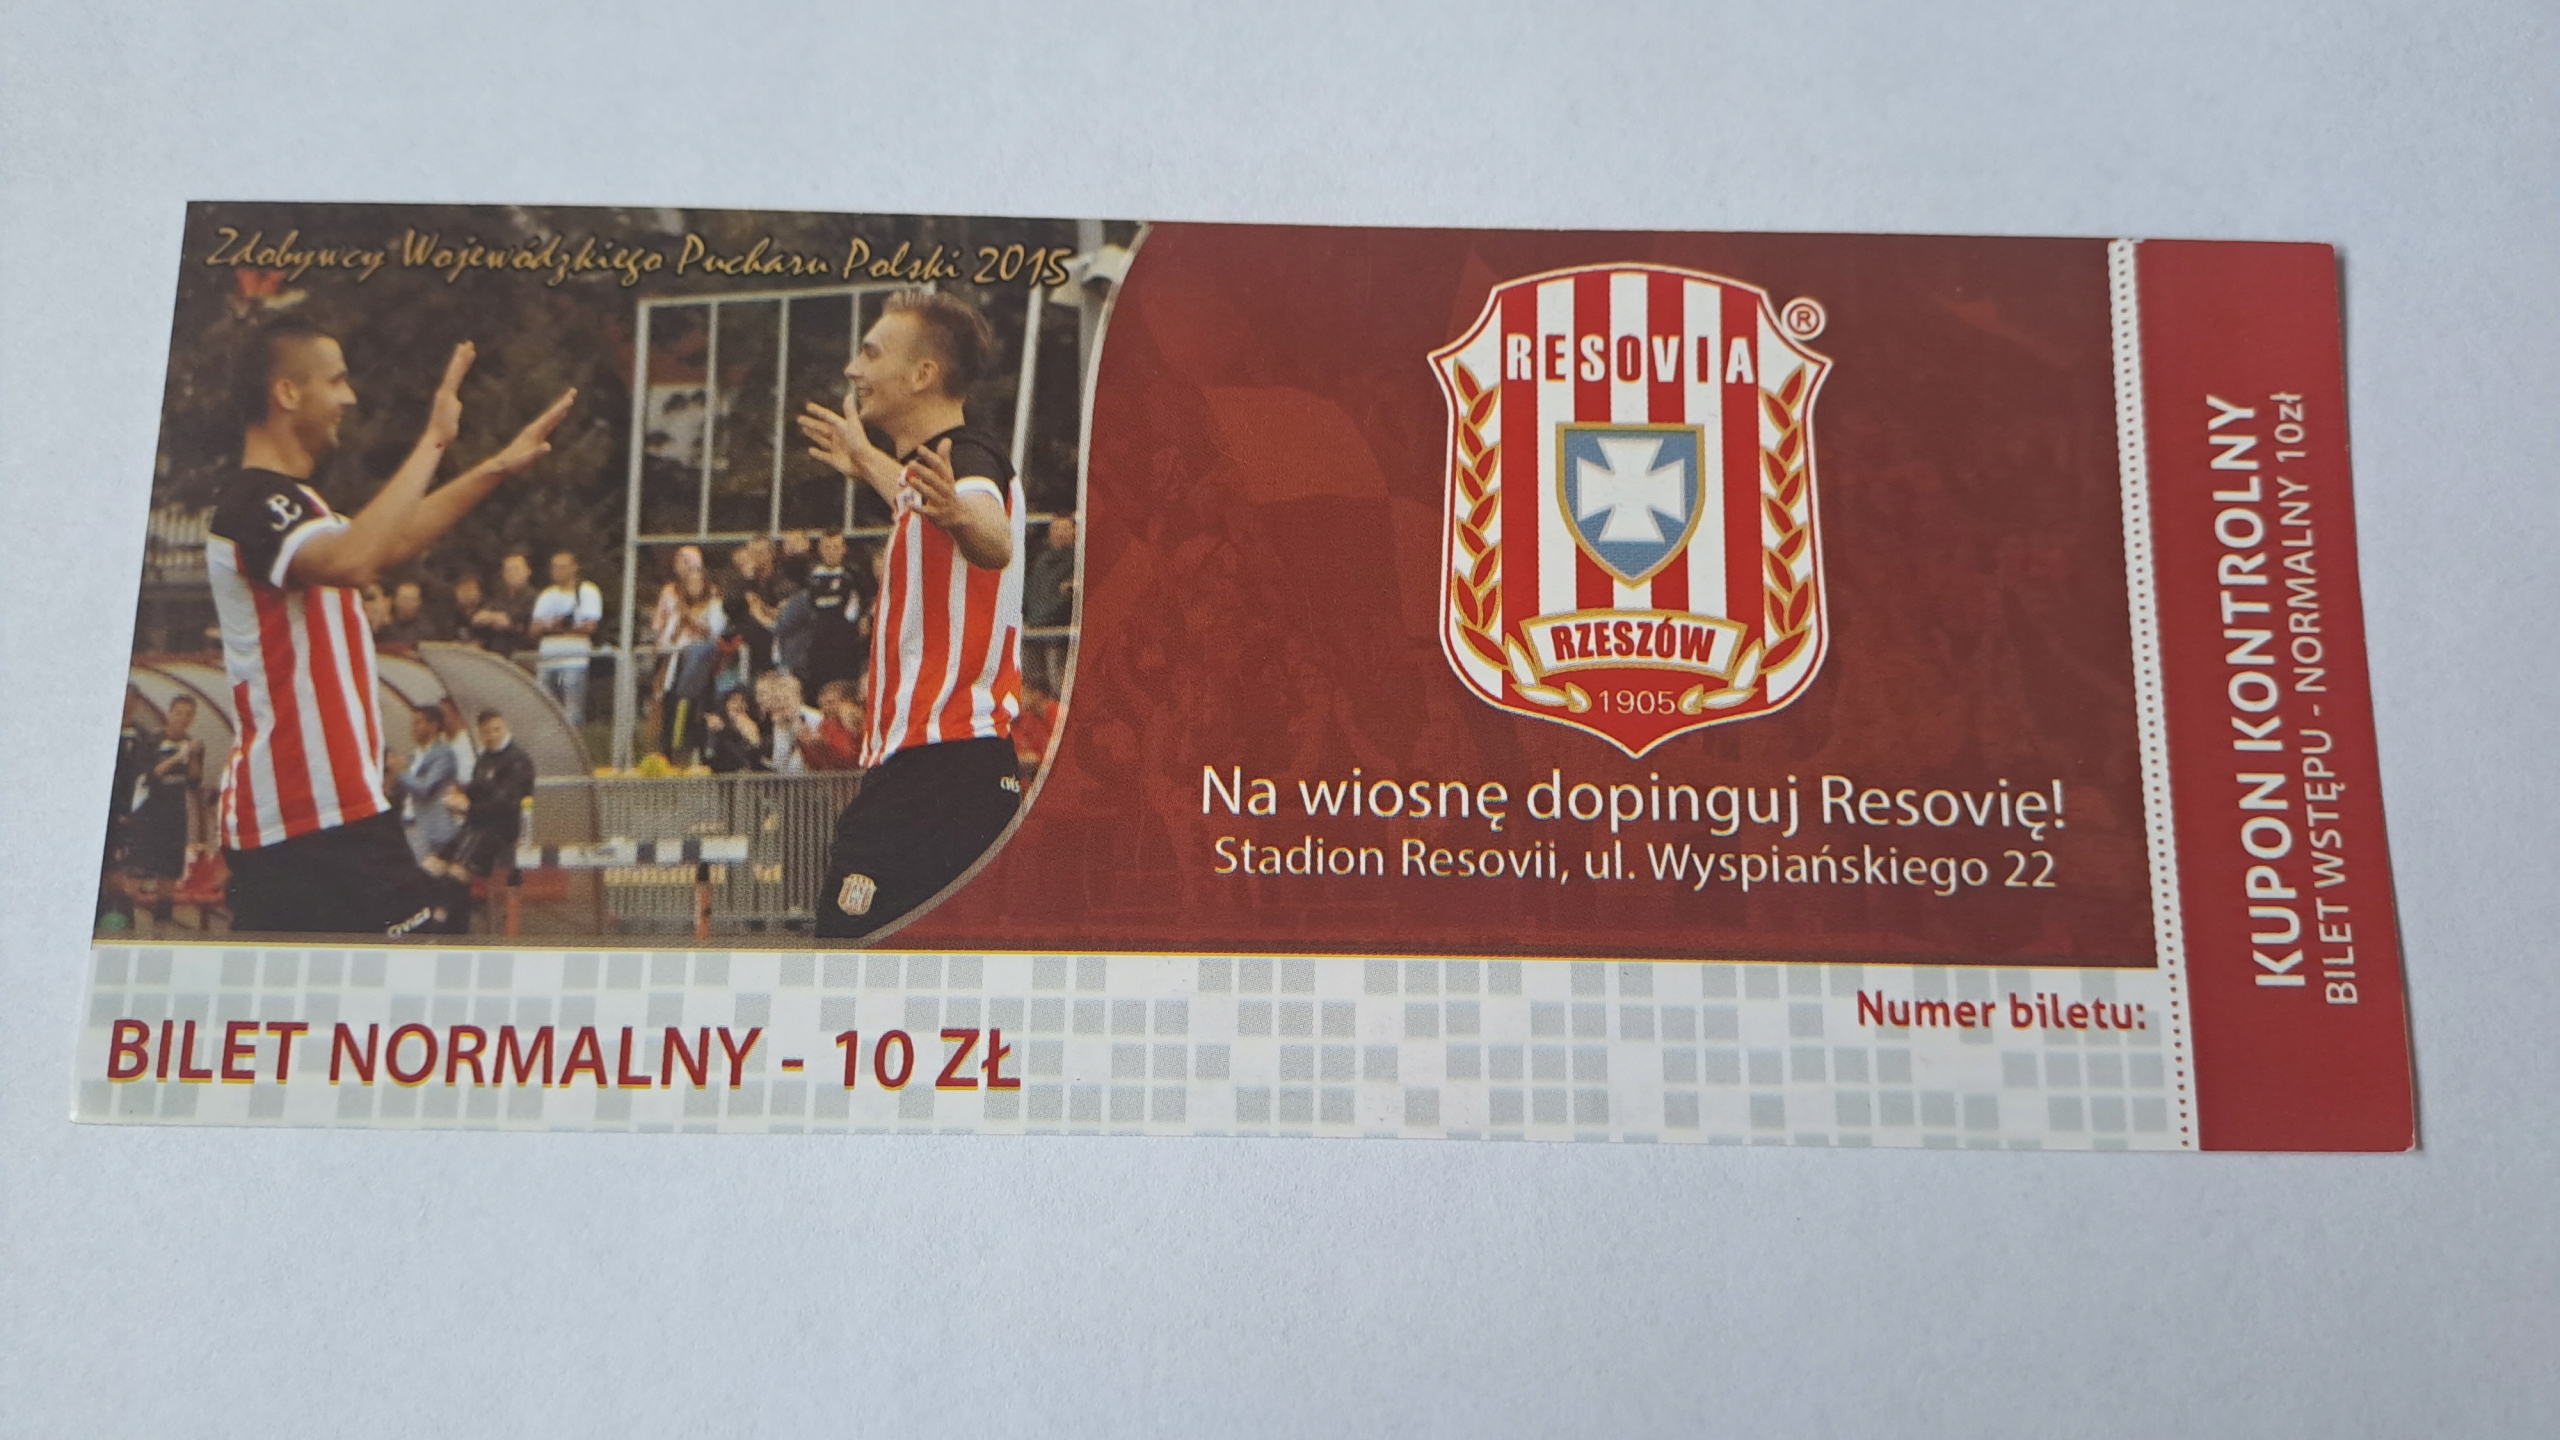 Zdobywcy Wojewódzkiego Pucharu Polski 2015
®
RESOVIA
RZESZÓW
1905
Na wiosnę dopinguj Resovię!
Stadion Resovii, ul. Wyspiańskiego 22
Numer biletu:
BILET NORMALNY - 10 ZŁ
KUPON KONTROLNY
BILET WSTĘPU - NORMALNY 10zł